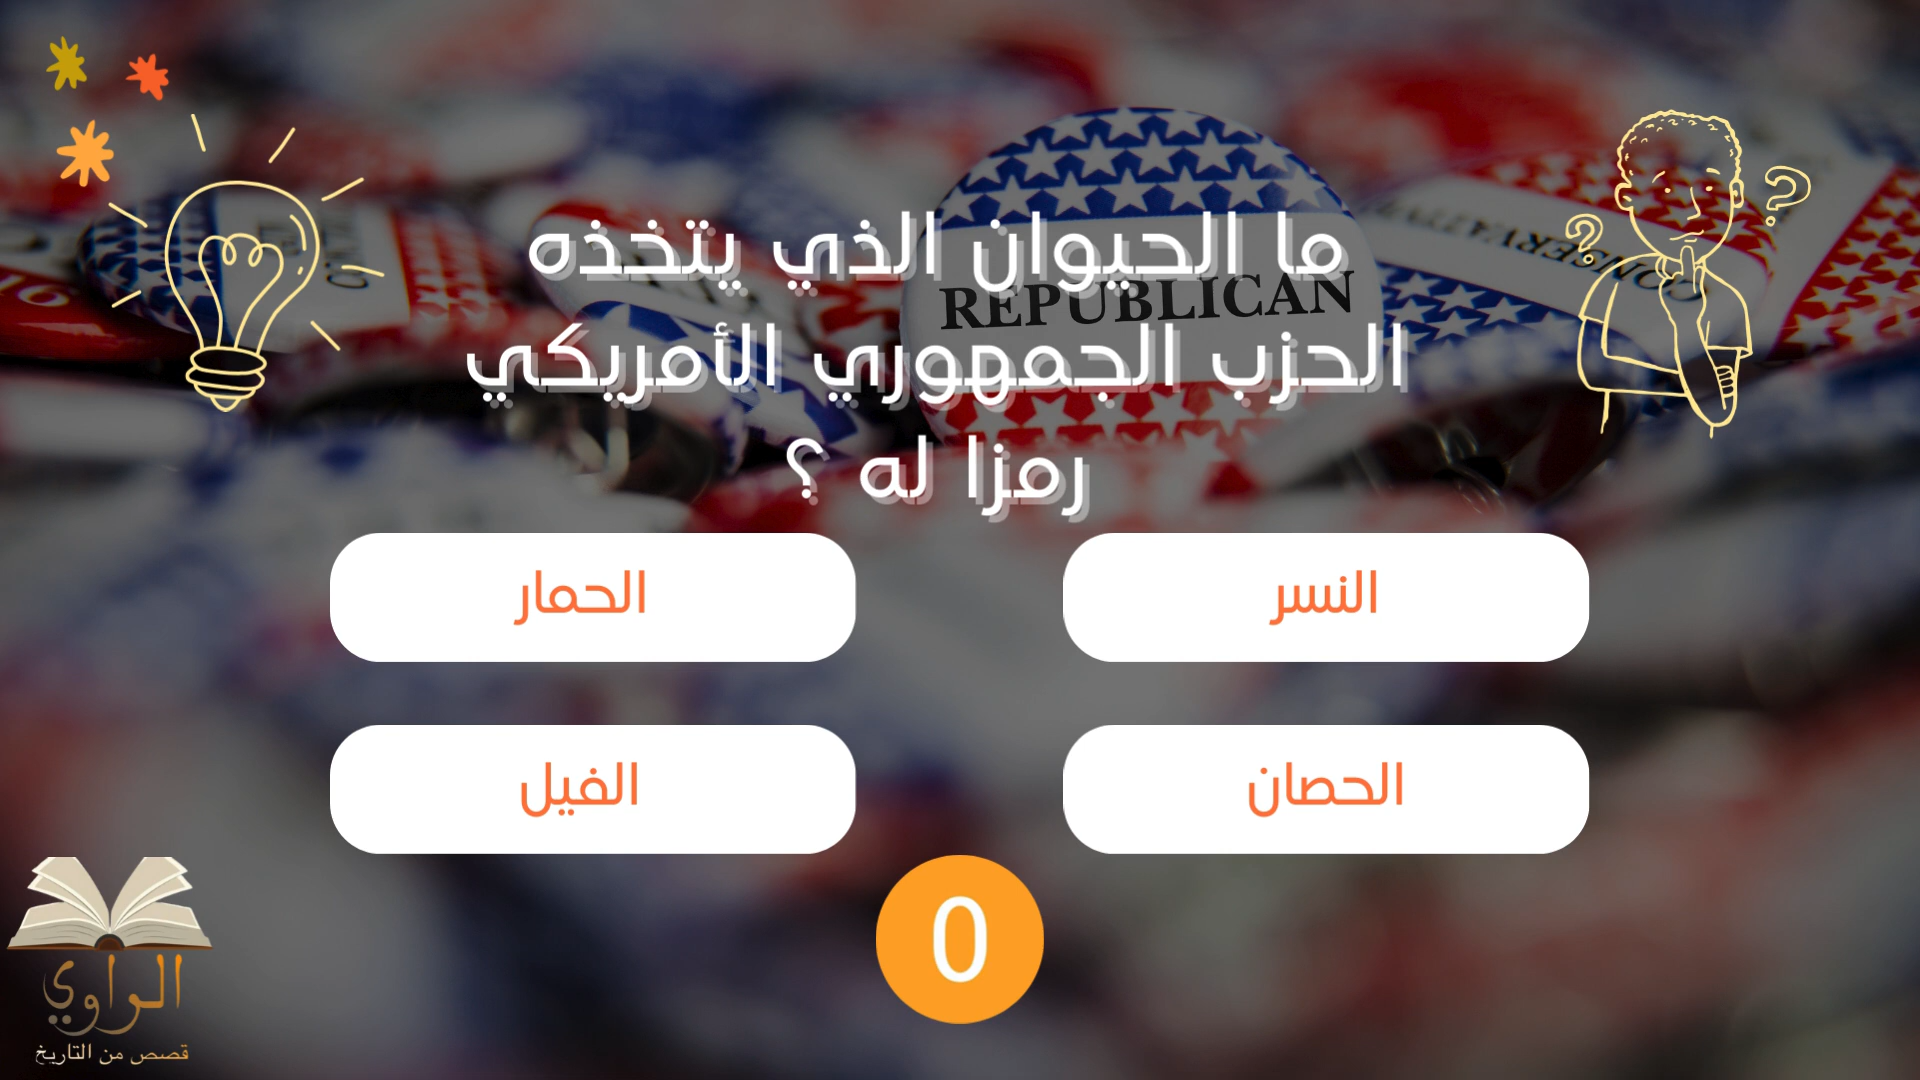 ما الحيوان الذي يتخذه
REPUBLICAN
الحزب الجمهوري الأمريكي
رمزا له ؟
CONSERVATIVE
النسر
الحمار
الحصان
الفيل
0
الراوي
قصص من التاريخ